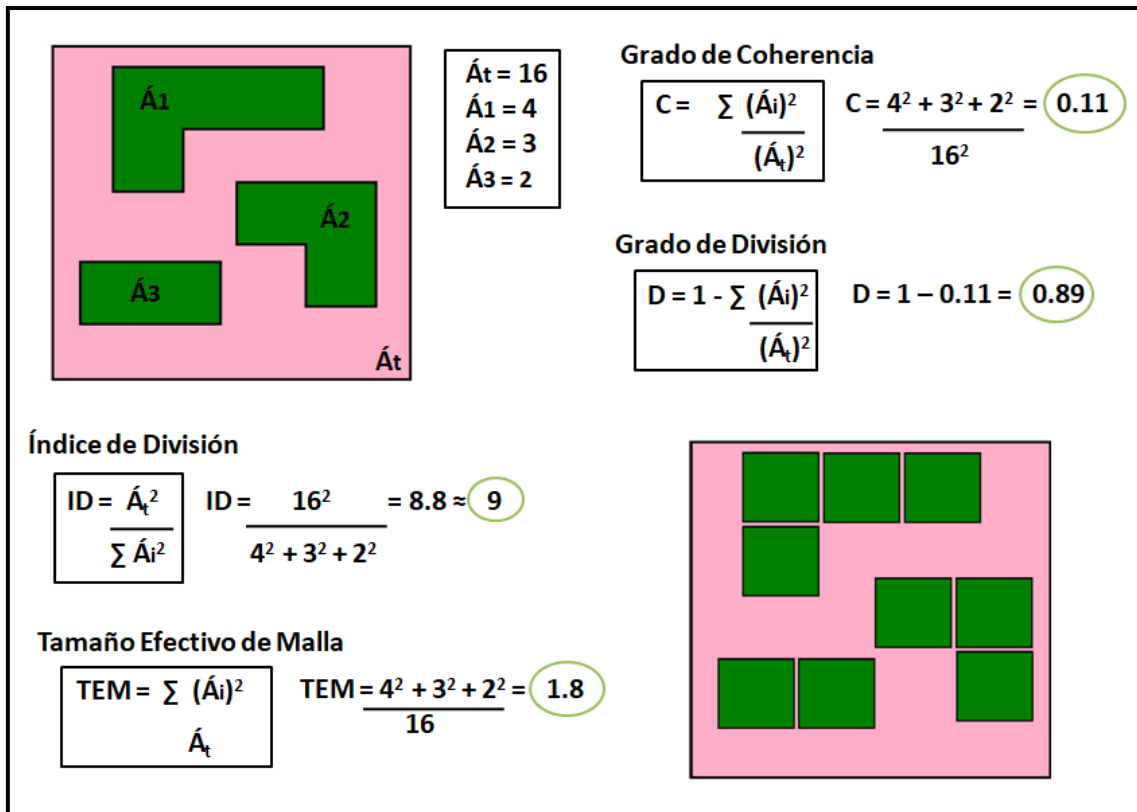 Á1
Á2
Á3
Át
Át = 16
Á1 = 4
Á2 = 3
Á3 = 2
Grado de Coherencia
C = ∑ (Ái)²
(Át)²
C = 4² + 3² + 2² = 0.11
16²
Grado de División
D = 1 - ∑ (Ái)²
(Át)²
D = 1 – 0.11 = 0.89
Índice de División
ID = Át²
∑ Ái²
ID = 16² = 8.8 ≈ 9
4² + 3² + 2²
Tamaño Efectivo de Malla
TEM = ∑ (Ái)²
Át
TEM = 4² + 3² + 2² = 1.8
16